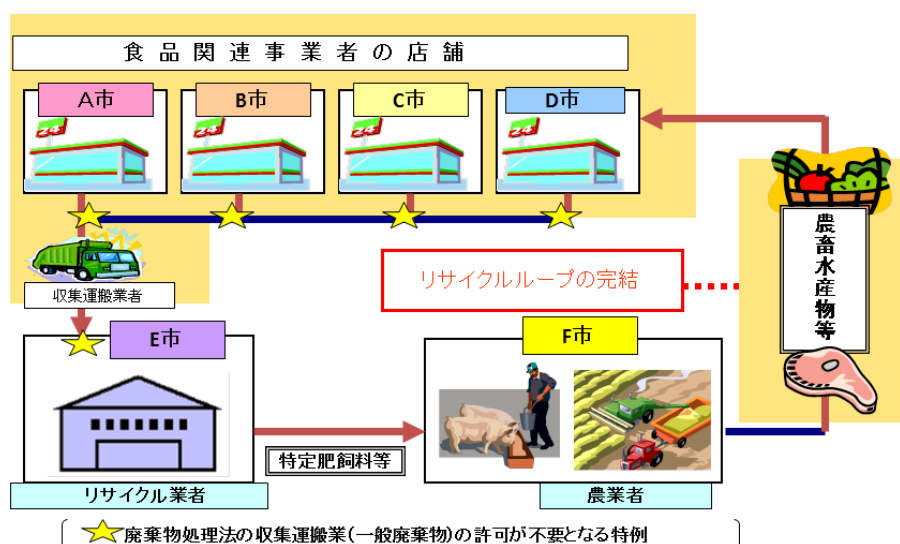 食品関連事業者の店舗
A市
B市
C市
D市
24
24
24
24
収集運搬業者
リサイクルループの完結
農畜水産物等
E市
F市
特定肥飼料等
リサイクル業者
農業者
廃棄物処理法の収集運搬業(一般廃棄物)の許可が不要となる特例